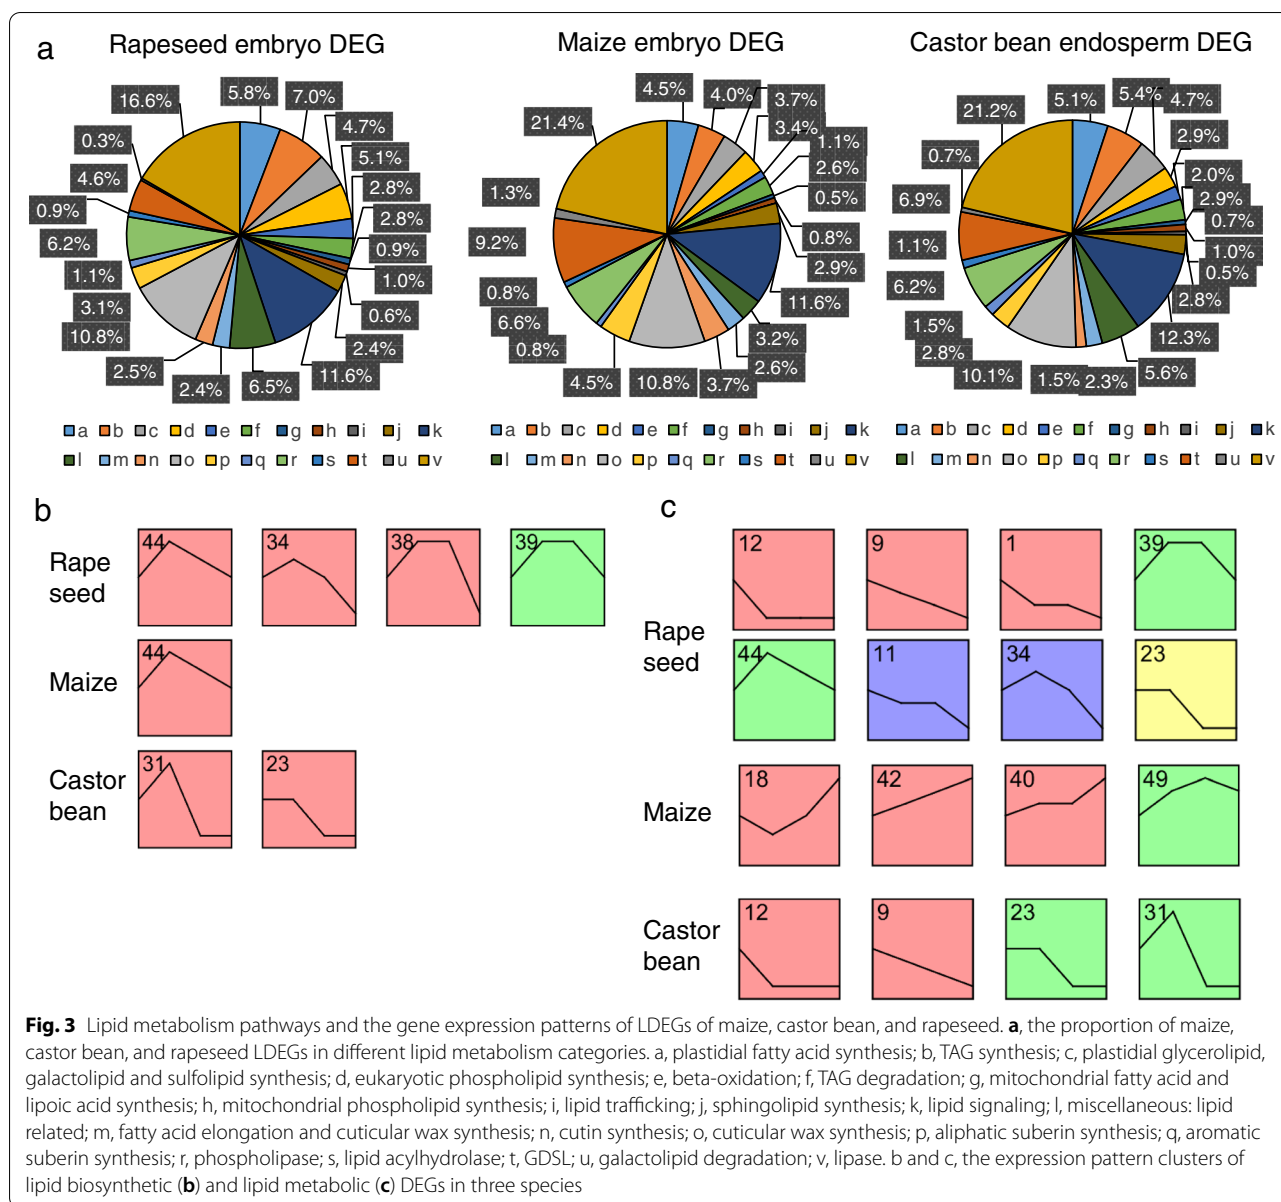 a
Rapeseed embryo DEG
Maize embryo DEG
Castor bean endosperm DEG
5.8%
7.0%
4.7%
5.1%
2.8%
2.8%
0.9%
1.0%
0.6%
2.4%
11.6%
6.5%
2.4%
2.5%
10.8%
3.1%
1.1%
6.2%
0.9%
4.6%
0.3%
16.6%
4.5%
4.0%
3.7%
3.4%
1.1%
2.6%
0.5%
0.8%
2.9%
11.6%
3.2%
2.6%
3.7%
10.8%
4.5%
0.8%
6.6%
0.8%
9.2%
1.3%
21.4%
5.1%
5.4%
4.7%
2.9%
2.0%
2.9%
0.7%
1.0%
0.5%
2.8%
12.3%
5.6%
2.3%
1.5%
10.1%
2.8%
1.5%
6.2%
1.1%
6.9%
0.7%
21.2%
a b c d e f g h i j k
l m n o p q r s t u v
a b c d e f g h i j k
l m n o p q r s t u v
a b c d e f g h i j k
l m n o p q r s t u v
b
Rape
seed
44 34 38 39
Maize
44
Castor
bean
31 23
c
Rape
seed
12 9 1 39
44 11 34 23
Maize
18 42 40 49
Castor
bean
12 9 23 31
Fig. 3 Lipid metabolism pathways and the gene expression patterns of LDEGs of maize, castor bean, and rapeseed. a, the proportion of maize,
castor bean, and rapeseed LDEGs in different lipid metabolism categories. a, plastidial fatty acid synthesis; b, TAG synthesis; c, plastidial glycerolipid,
galactolipid and sulfolipid synthesis; d, eukaryotic phospholipid synthesis; e, beta-oxidation; f, TAG degradation; g, mitochondrial fatty acid and
lipoic acid synthesis; h, mitochondrial phospholipid synthesis; i, lipid trafficking; j, sphingolipid synthesis; k, lipid signaling; l, miscellaneous: lipid
related; m, fatty acid elongation and cuticular wax synthesis; n, cutin synthesis; o, cuticular wax synthesis; p, aliphatic suberin synthesis; q, aromatic
suberin synthesis; r, phospholipase; s, lipid acylhydrolase; t, GDSL; u, galactolipid degradation; v, lipase. b and c, the expression pattern clusters of
lipid biosynthetic (b) and lipid metabolic (c) DEGs in three species